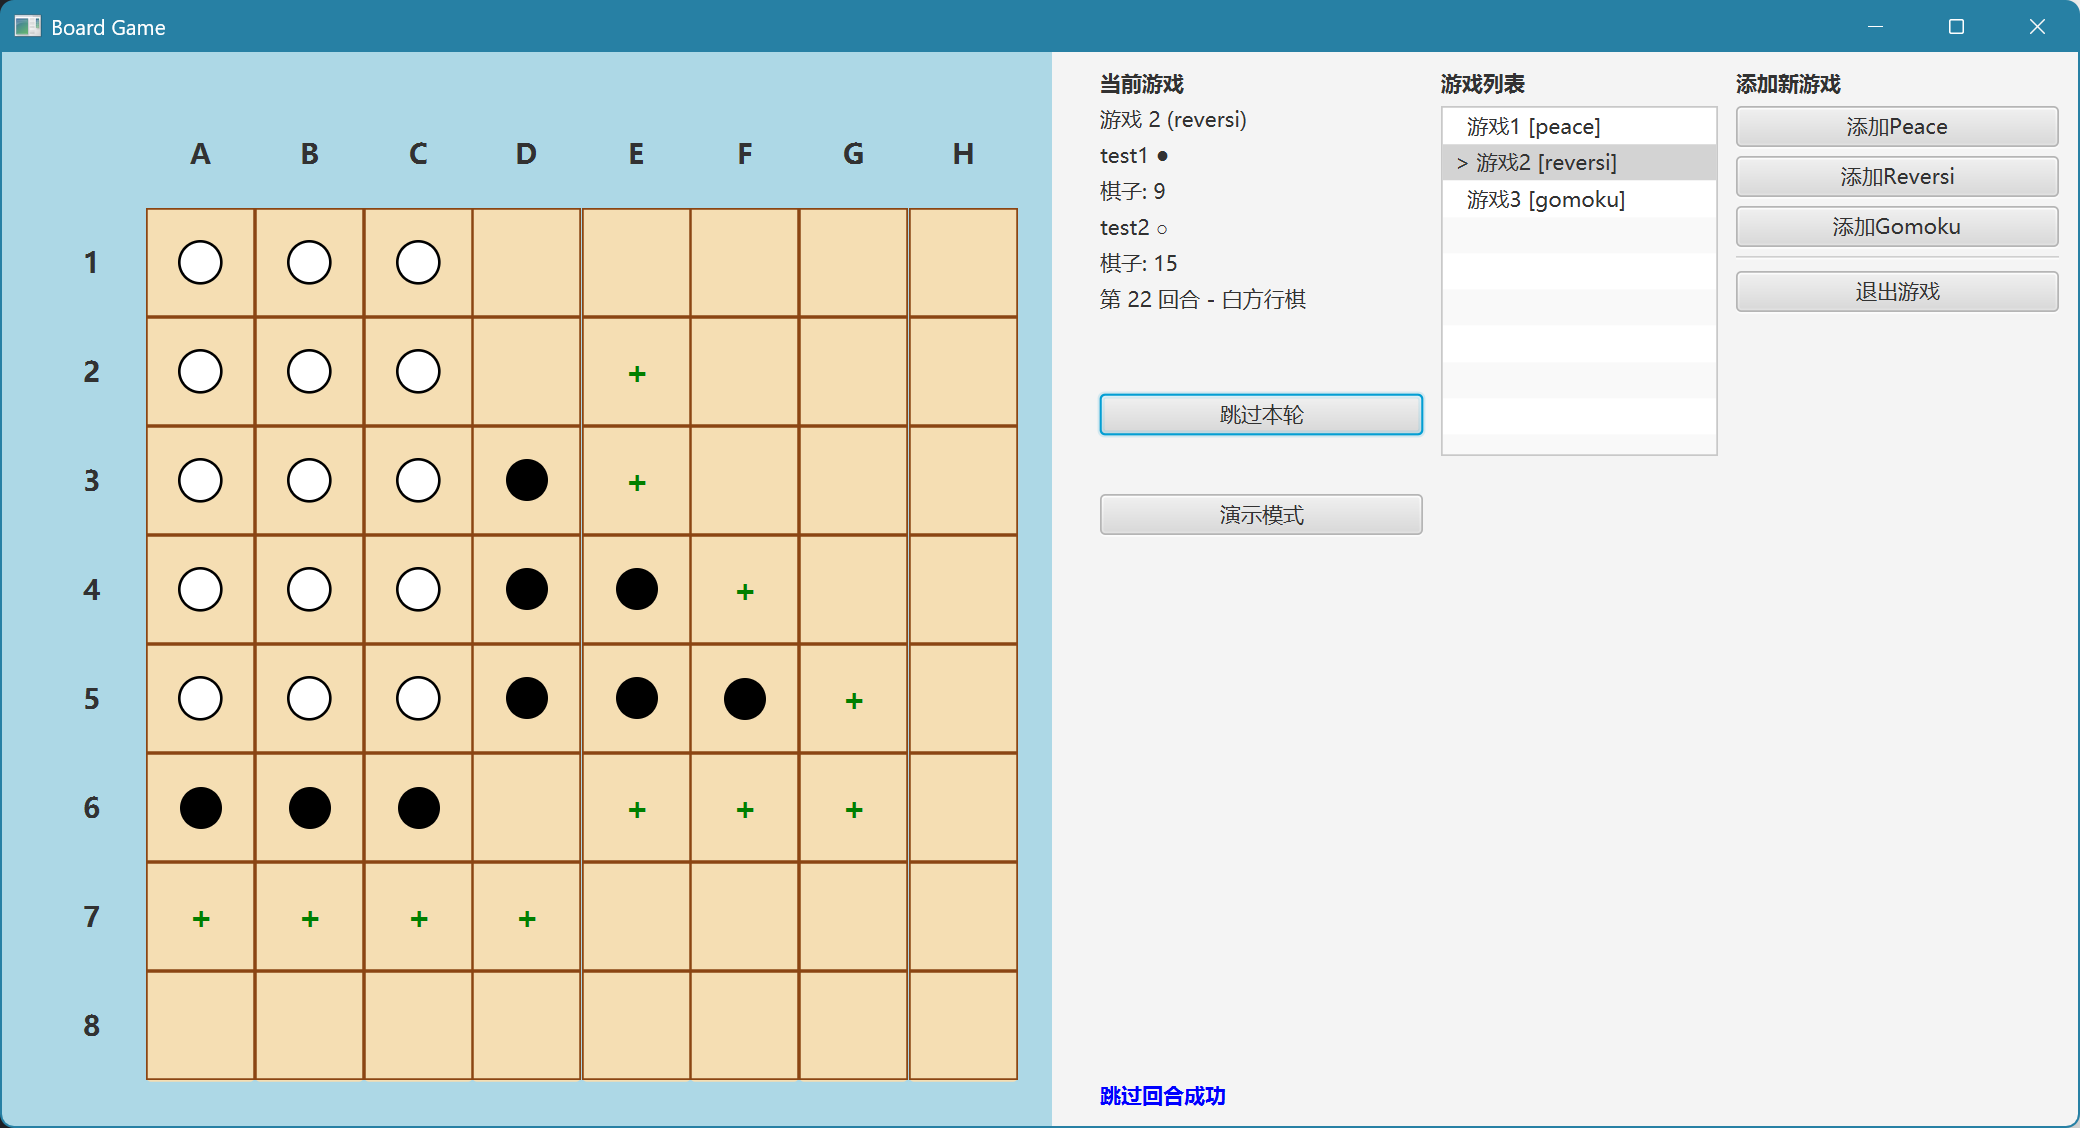 Board Game
A B C D E F G H
1
2 +
3 +
4 +
5 +
6 + + +
7 + + + +
8
当前游戏
游戏 2 (reversi)
test1 ●
棋子: 9
test2 ○
棋子: 15
第 22 回合 - 白方行棋
跳过本轮
演示模式
游戏列表
游戏1 [peace]
> 游戏2 [reversi]
游戏3 [gomoku]
添加新游戏
添加Peace
添加Reversi
添加Gomoku
退出游戏
跳过回合成功